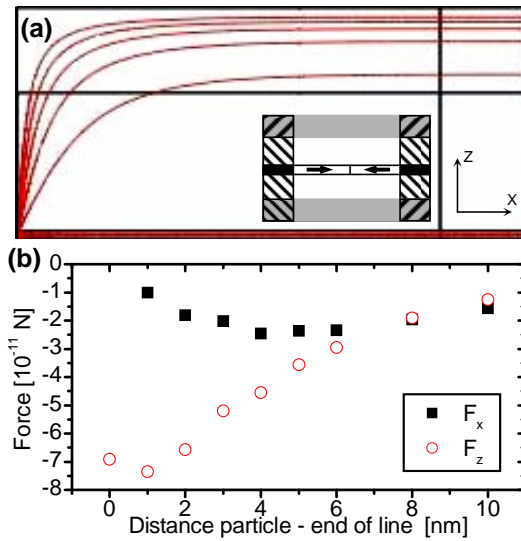 (a)
Z
X
(b)
0
-1
-2
-3
-4
-5
-6
-7
-8
Force [10⁻¹¹ N]
F_x
F_z
0 2 4 6 8 10
Distance particle - end of line [nm]